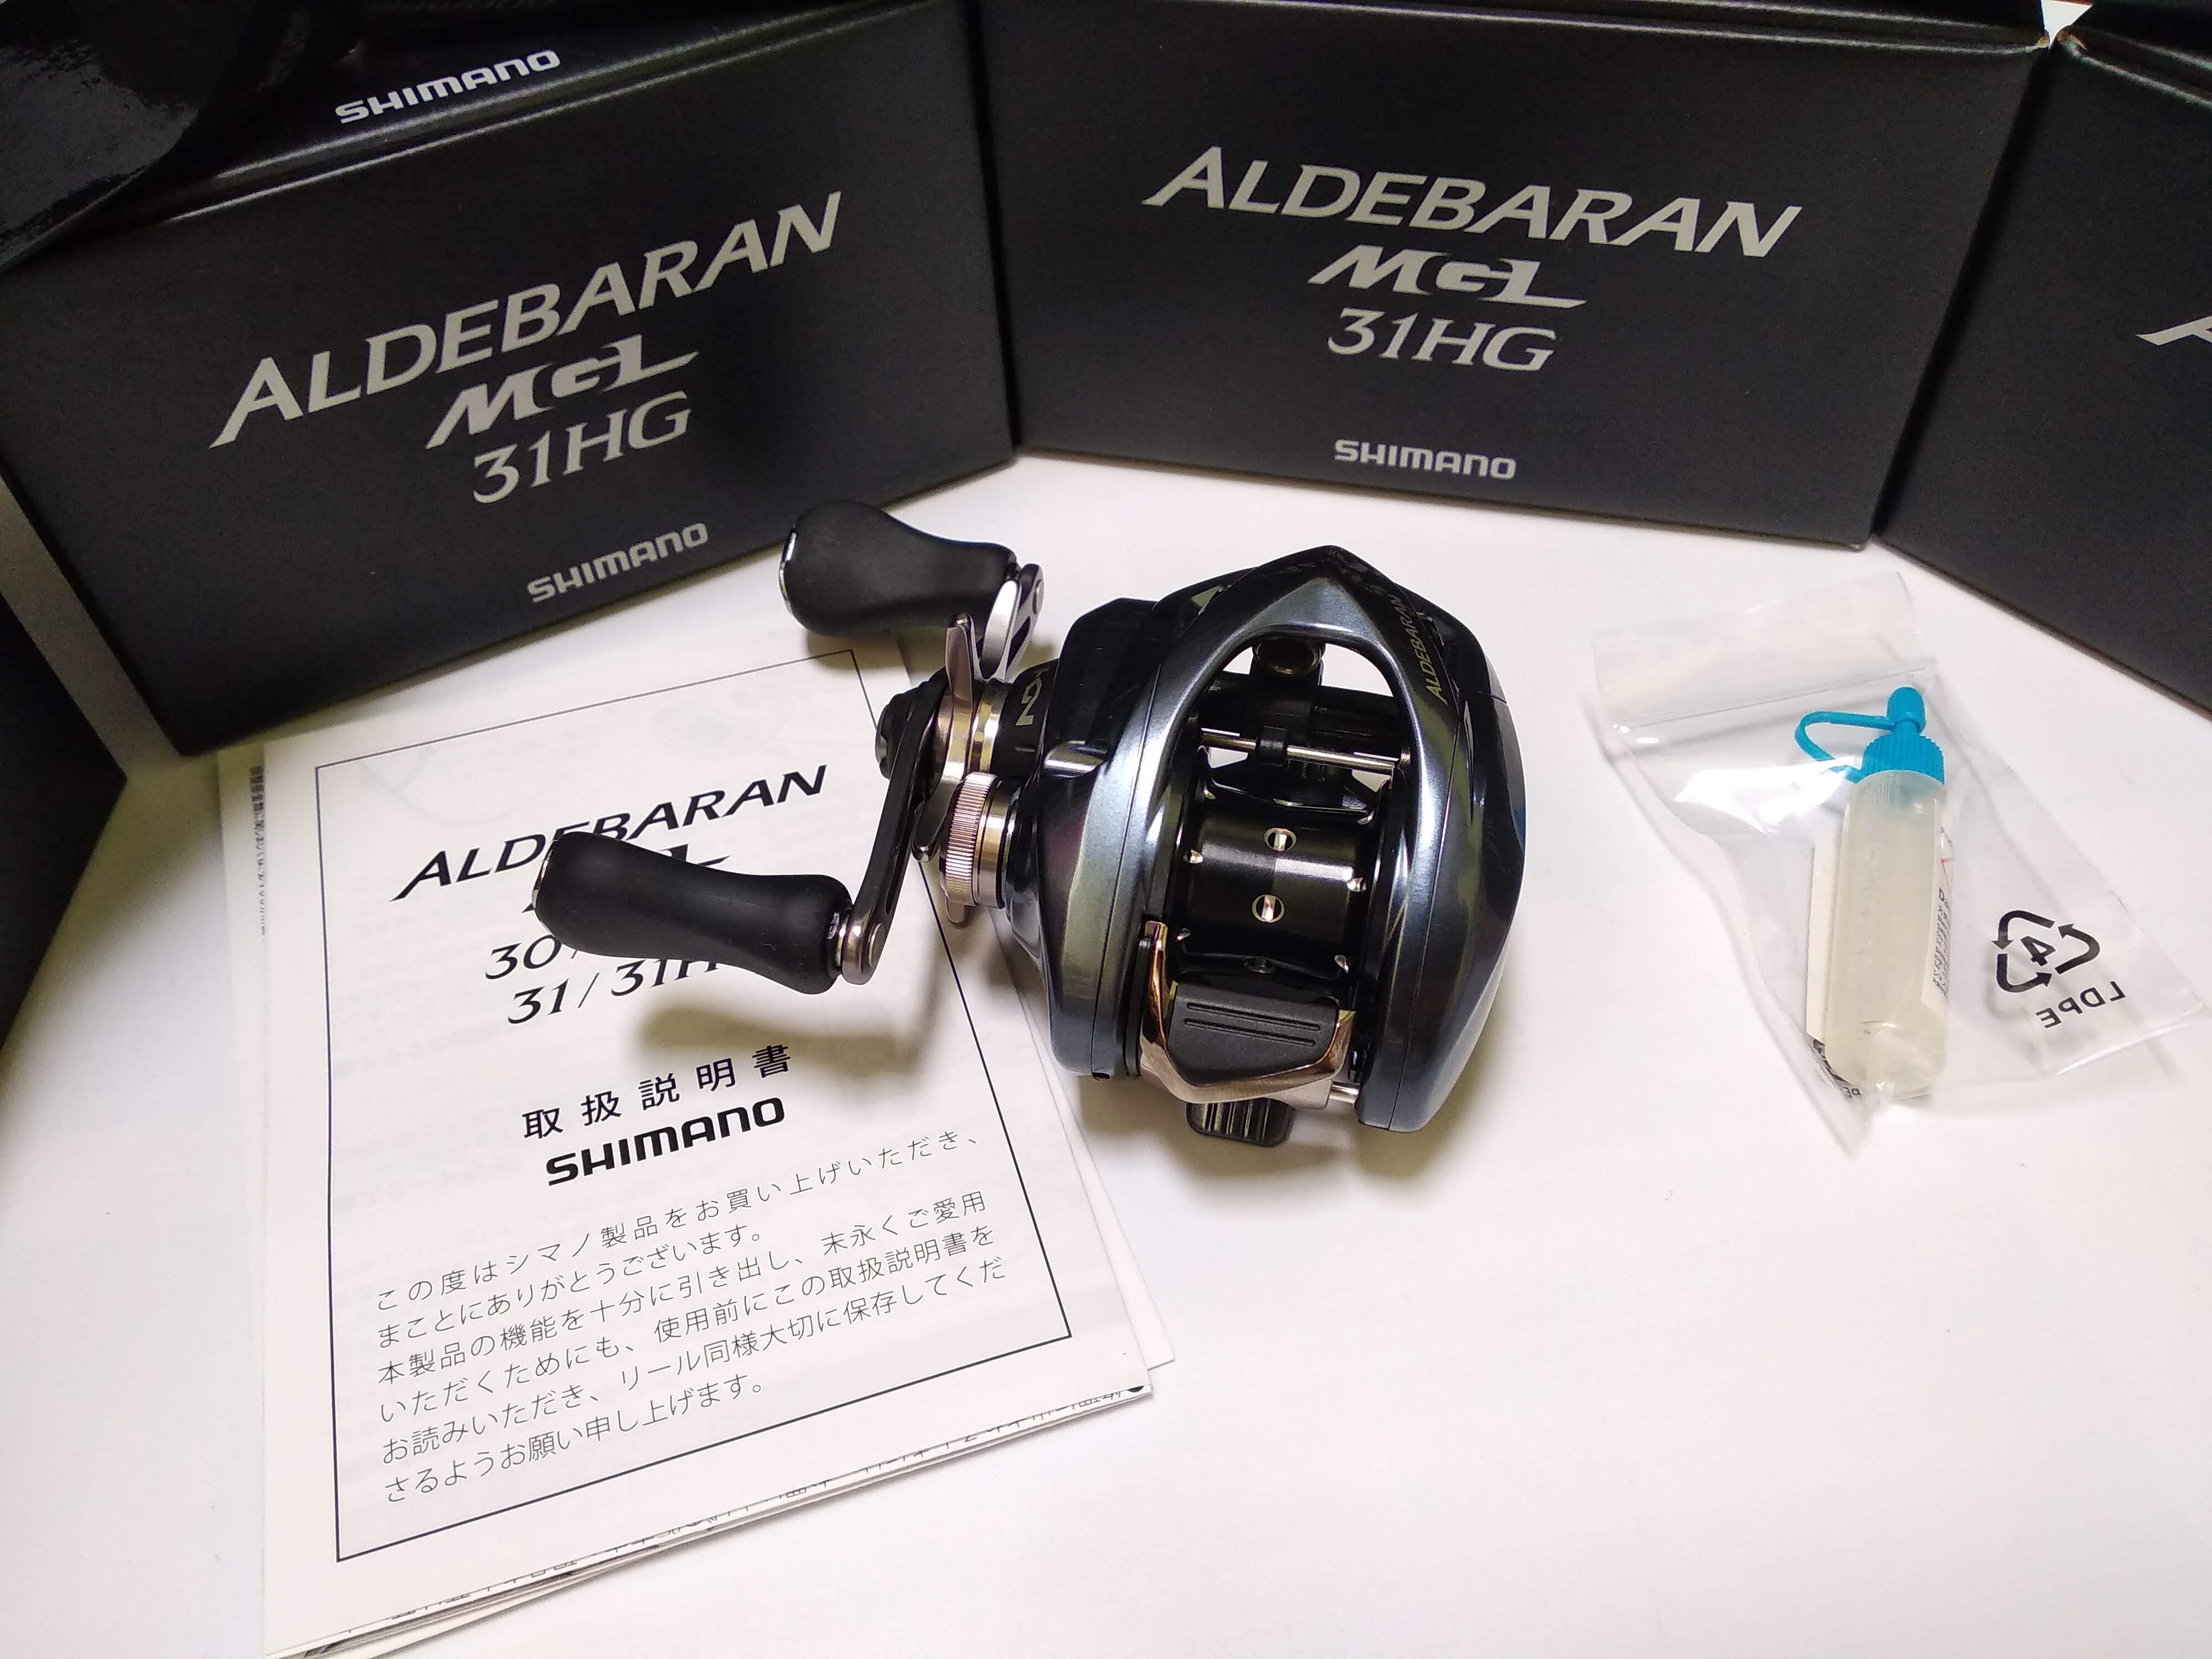 SHIMANO
ALDEBARAN
MGL
31HG
SHIMANO
ALDEBARAN
MGL
31HG
SHIMANO
ALDEBARAN
ALDEBARAN
30/
31/31H
取扱説明書
SHIMANO
この度はシマノ製品をお買い上げいただき、
まことにありがとうございます。
本製品の機能を十分に引き出し、末永くご愛用
いただくためにも、使用前にこの取扱説明書を
お読みいただき、リール同様大切に保存してくだ
さるようお願い申し上げます。
4
LDPE